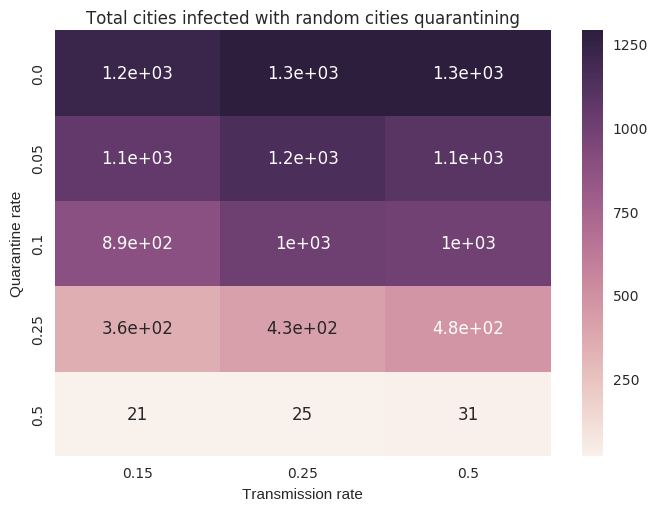 Total cities infected with random cities quarantining
0.0 1.2e+03 1.3e+03 1.3e+03 1250
0.05 1.1e+03 1.2e+03 1.1e+03 1000
0.1 8.9e+02 1e+03 1e+03 750
Quarantine rate
0.25 3.6e+02 4.3e+02 4.8e+02 500
250
0.5 21 25 31
0.15 0.25 0.5
Transmission rate